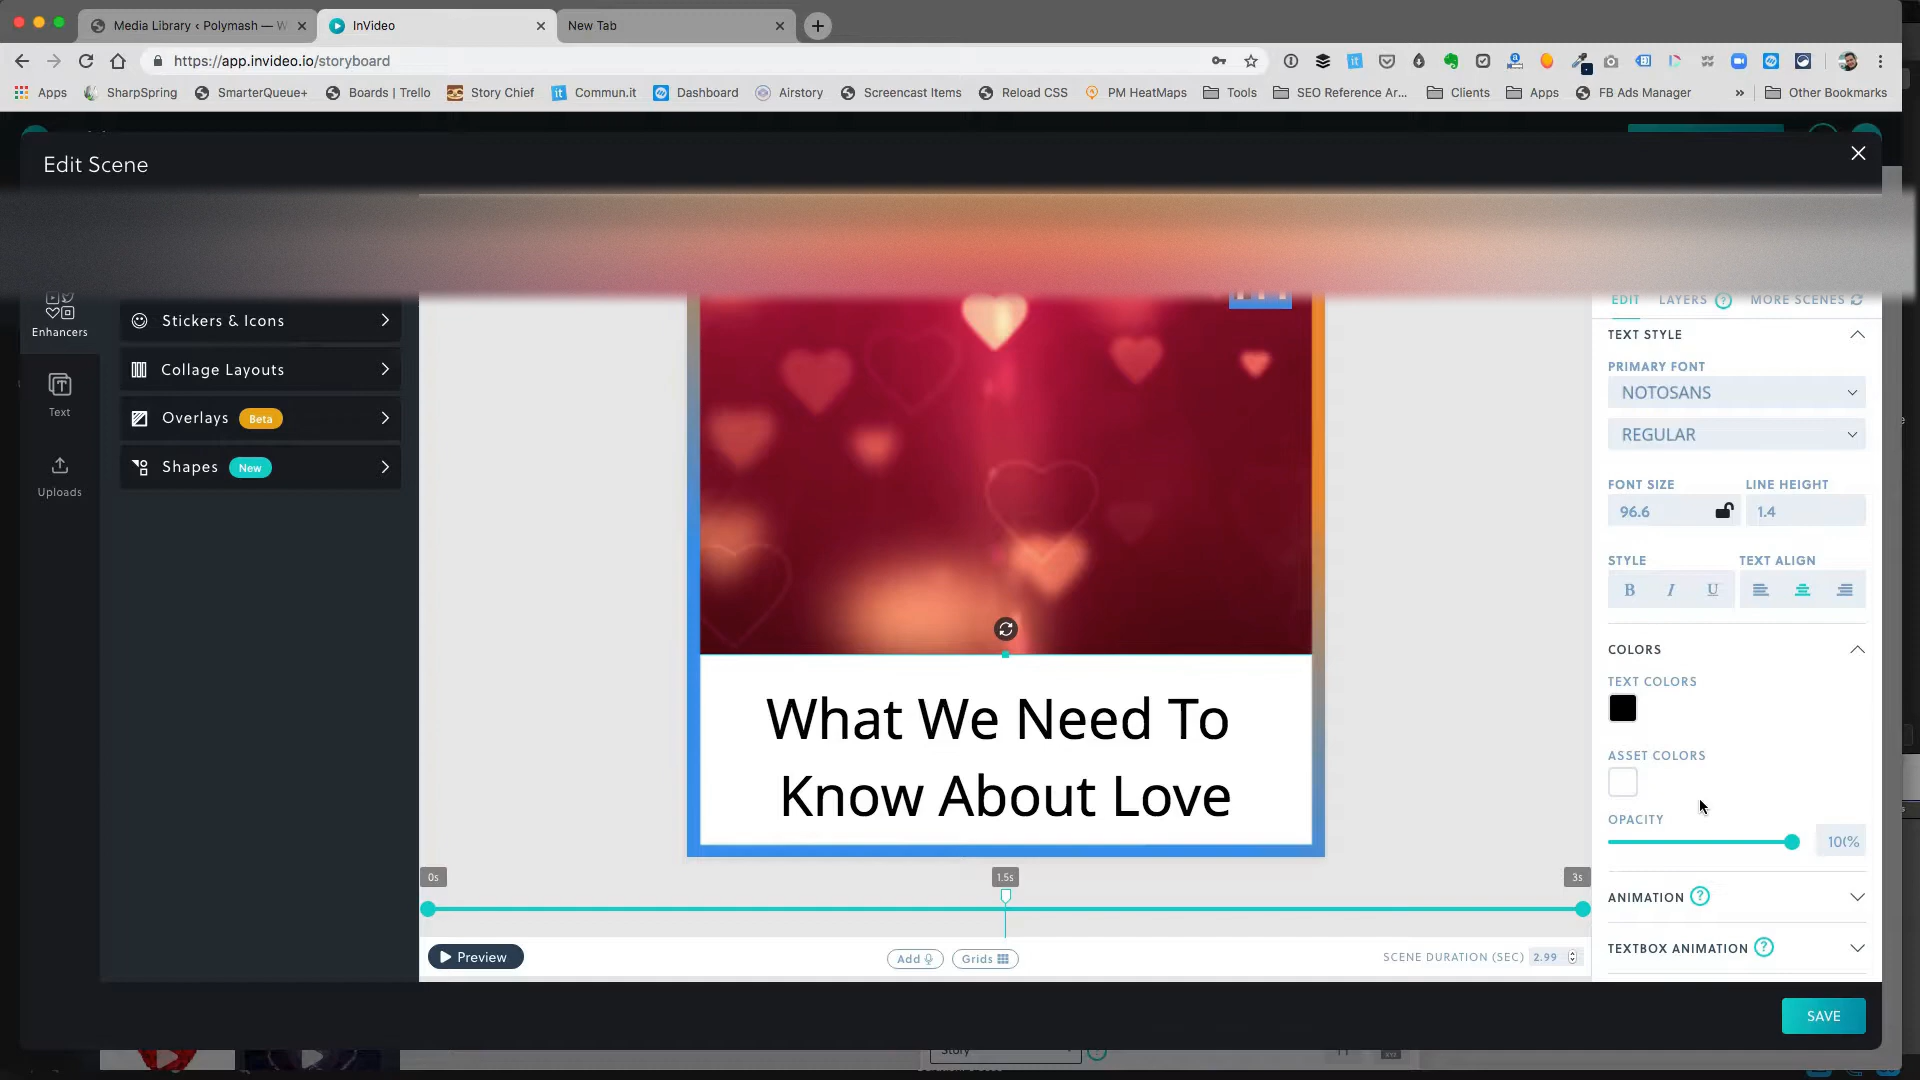 Media Library ‹ Polymash — W
InVideo
New Tab
https://app.invideo.io/storyboard
Apps
SharpSpring
SmarterQueue+
Boards | Trello
Story Chief
Commun.it
Dashboard
Airstory
Screencast Items
Reload CSS
PM HeatMaps
Tools
SEO Reference Ar...
Clients
Apps
FB Ads Manager
»
Other Bookmarks
Edit Scene
Enhancers
Stickers & Icons
Collage Layouts
Overlays Beta
Shapes New
Text
Uploads
What We Need To
Know About Love
0s
1.5s
3s
Preview
Add
Grids
SCENE DURATION (SEC) 2.99
EDIT LAYERS ? MORE SCENES
TEXT STYLE
PRIMARY FONT
NOTOSANS
REGULAR
FONT SIZE LINE HEIGHT
96.6 1.4
STYLE TEXT ALIGN
B I U
COLORS
TEXT COLORS
ASSET COLORS
OPACITY
100%
ANIMATION ?
TEXTBOX ANIMATION ?
SAVE
Story